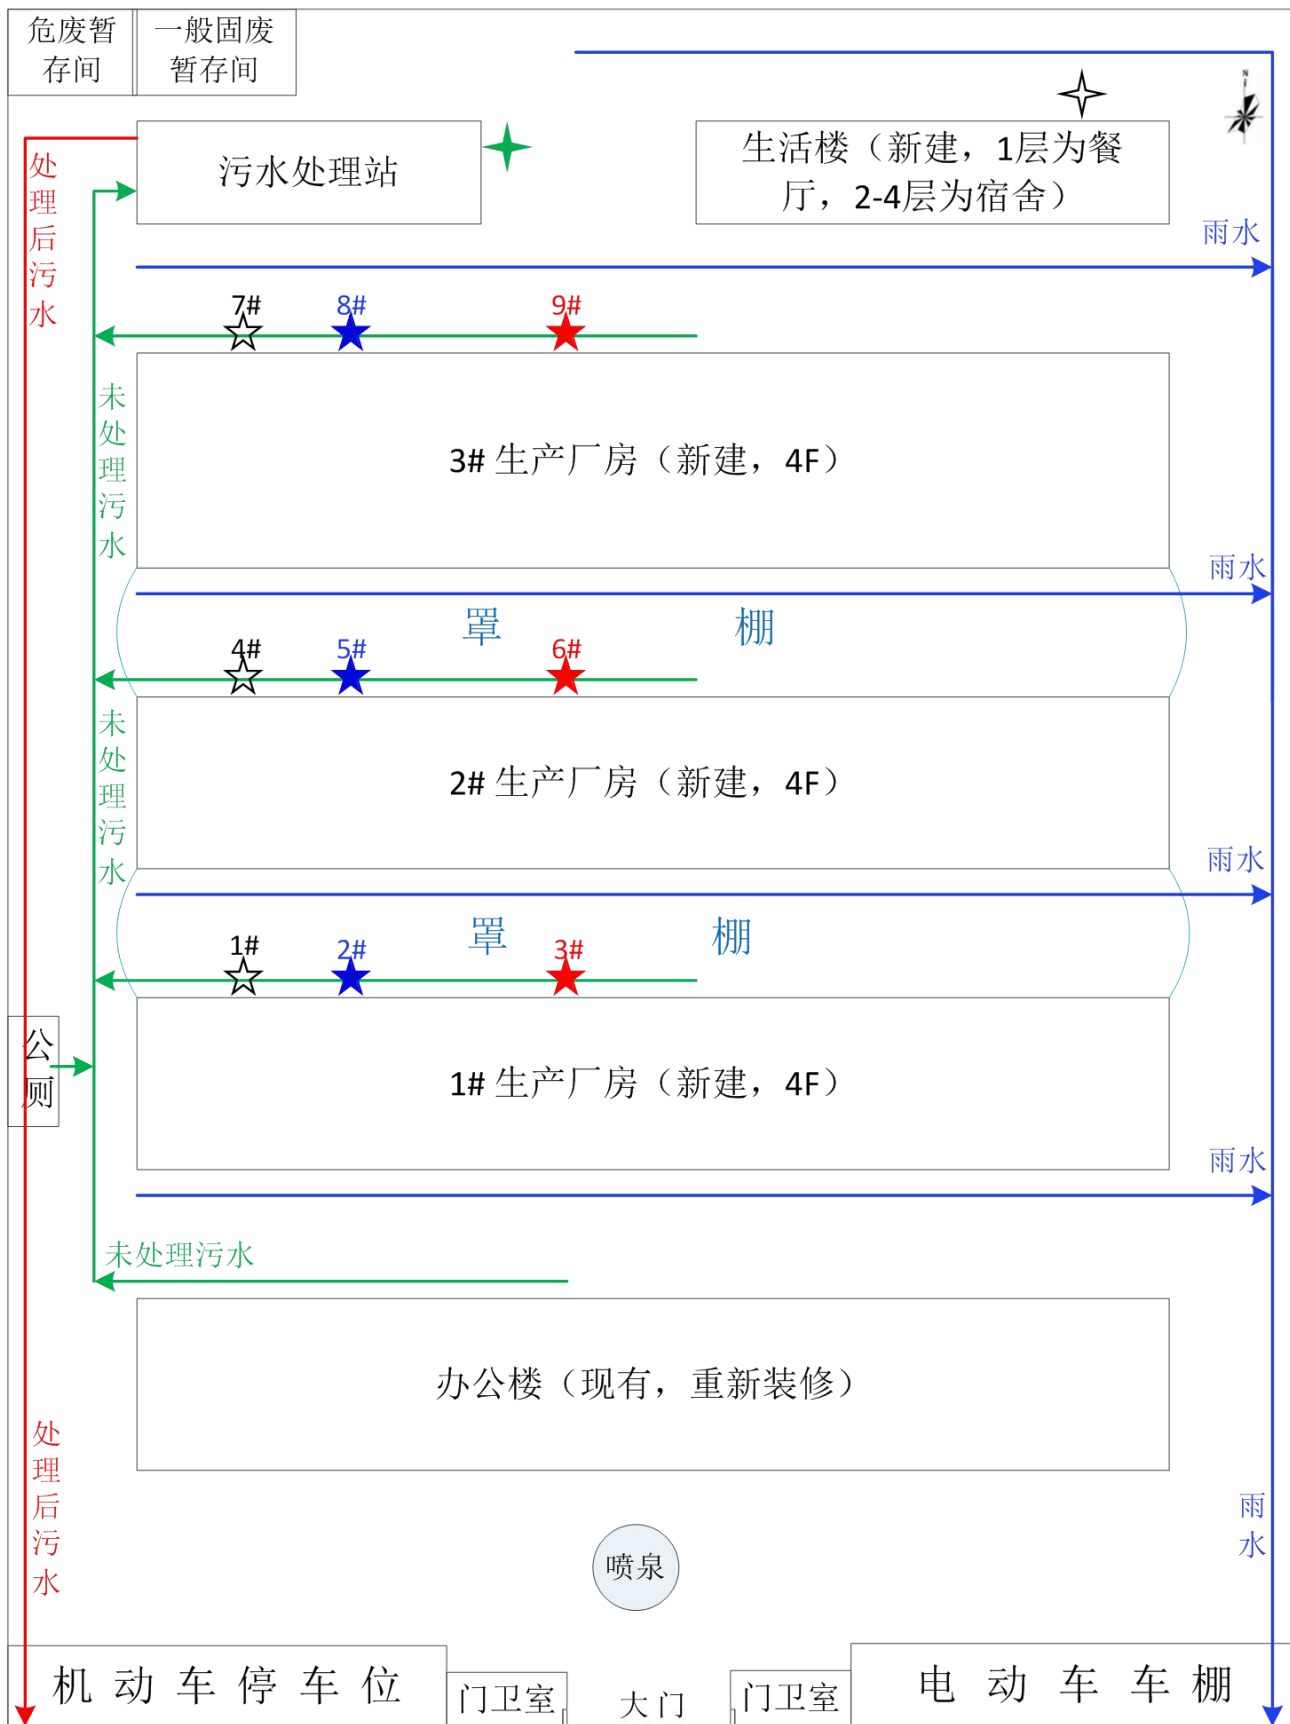 危废暂
存间
一般固废
暂存间
N
污水处理站
生活楼（新建，1层为餐
厅，2-4层为宿舍）
处理后污水
雨水
7#
8#
9#
未处理污水
3# 生产厂房（新建，4F）
雨水
罩 棚
4#
5#
6#
未处理污水
2# 生产厂房（新建，4F）
雨水
罩 棚
1#
2#
3#
公厕
1# 生产厂房（新建，4F）
雨水
未处理污水
办公楼（现有，重新装修）
处理后污水
雨水
喷泉
机动车停车位
门卫室
大门
门卫室
电动车车棚